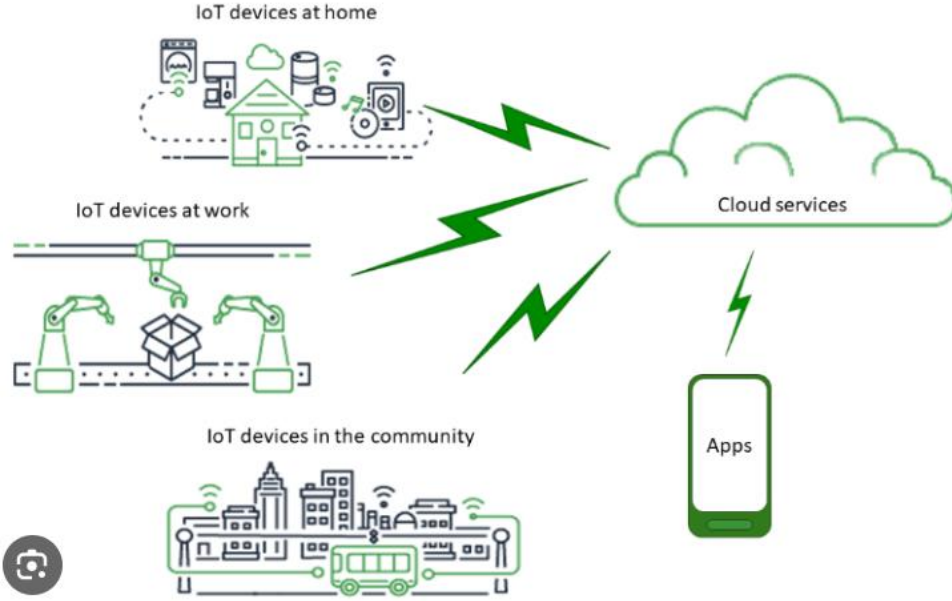 IoT devices at home
IoT devices at work
Cloud services
IoT devices in the community
Apps